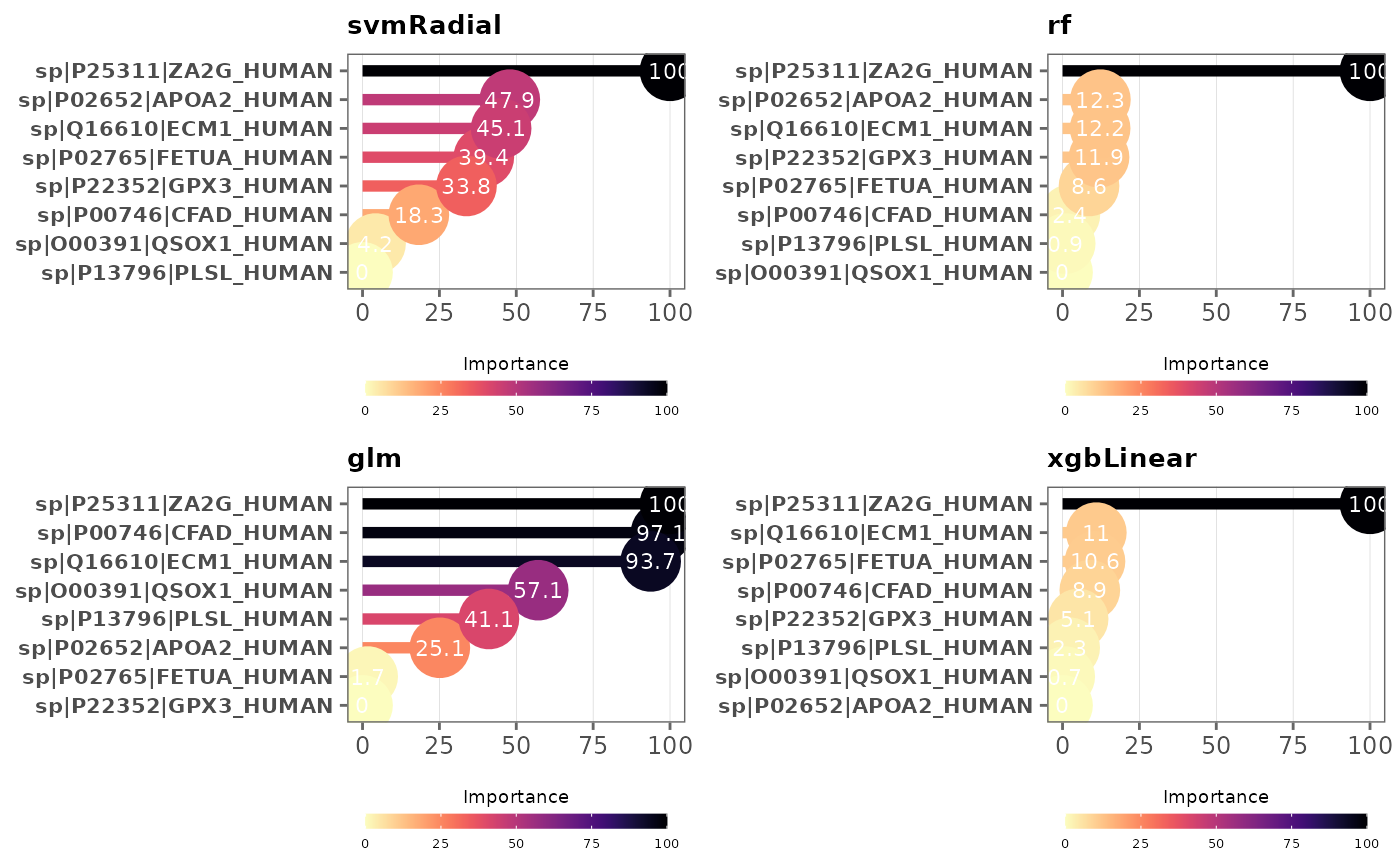 svmRadial
sp|P25311|ZA2G_HUMAN 100
sp|P02652|APOA2_HUMAN 47.9
sp|Q16610|ECM1_HUMAN 45.1
sp|P02765|FETUA_HUMAN 39.4
sp|P22352|GPX3_HUMAN 33.8
sp|P00746|CFAD_HUMAN 18.3
sp|O00391|QSOX1_HUMAN 4.2
sp|P13796|PLSL_HUMAN 0
0 25 50 75 100
Importance
0 25 50 75 100
rf
sp|P25311|ZA2G_HUMAN 100
sp|P02652|APOA2_HUMAN 12.3
sp|Q16610|ECM1_HUMAN 12.2
sp|P22352|GPX3_HUMAN 11.9
sp|P02765|FETUA_HUMAN 8.6
sp|P00746|CFAD_HUMAN 2.4
sp|P13796|PLSL_HUMAN 0.9
sp|O00391|QSOX1_HUMAN 0
0 25 50 75 100
Importance
0 25 50 75 100
glm
sp|P25311|ZA2G_HUMAN 100
sp|P00746|CFAD_HUMAN 97.1
sp|Q16610|ECM1_HUMAN 93.7
sp|O00391|QSOX1_HUMAN 57.1
sp|P13796|PLSL_HUMAN 41.1
sp|P02652|APOA2_HUMAN 25.1
sp|P02765|FETUA_HUMAN 1.7
sp|P22352|GPX3_HUMAN 0
0 25 50 75 100
Importance
0 25 50 75 100
xgbLinear
sp|P25311|ZA2G_HUMAN 100
sp|Q16610|ECM1_HUMAN 11
sp|P02765|FETUA_HUMAN 10.6
sp|P00746|CFAD_HUMAN 8.9
sp|P22352|GPX3_HUMAN 5.1
sp|P13796|PLSL_HUMAN 2.3
sp|O00391|QSOX1_HUMAN 0.7
sp|P02652|APOA2_HUMAN 0
0 25 50 75 100
Importance
0 25 50 75 100